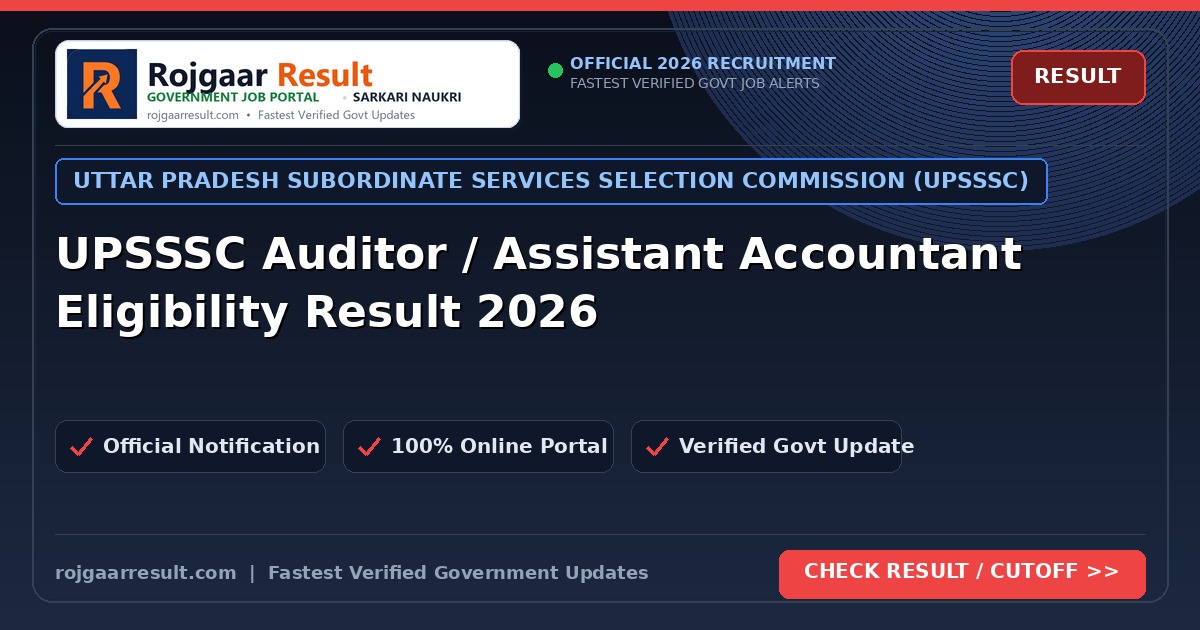 Rojgaar Result
GOVERNMENT JOB PORTAL • SARKARI NAUKRI
rojgaarresult.com • Fastest Verified Govt Updates
OFFICIAL 2026 RECRUITMENT
FASTEST VERIFIED GOVT JOB ALERTS
RESULT
UTTAR PRADESH SUBORDINATE SERVICES SELECTION COMMISSION (UPSSSC)
UPSSSC Auditor / Assistant Accountant
Eligibility Result 2026
Official Notification
100% Online Portal
Verified Govt Update
rojgaarresult.com | Fastest Verified Government Updates
CHECK RESULT / CUTOFF >>